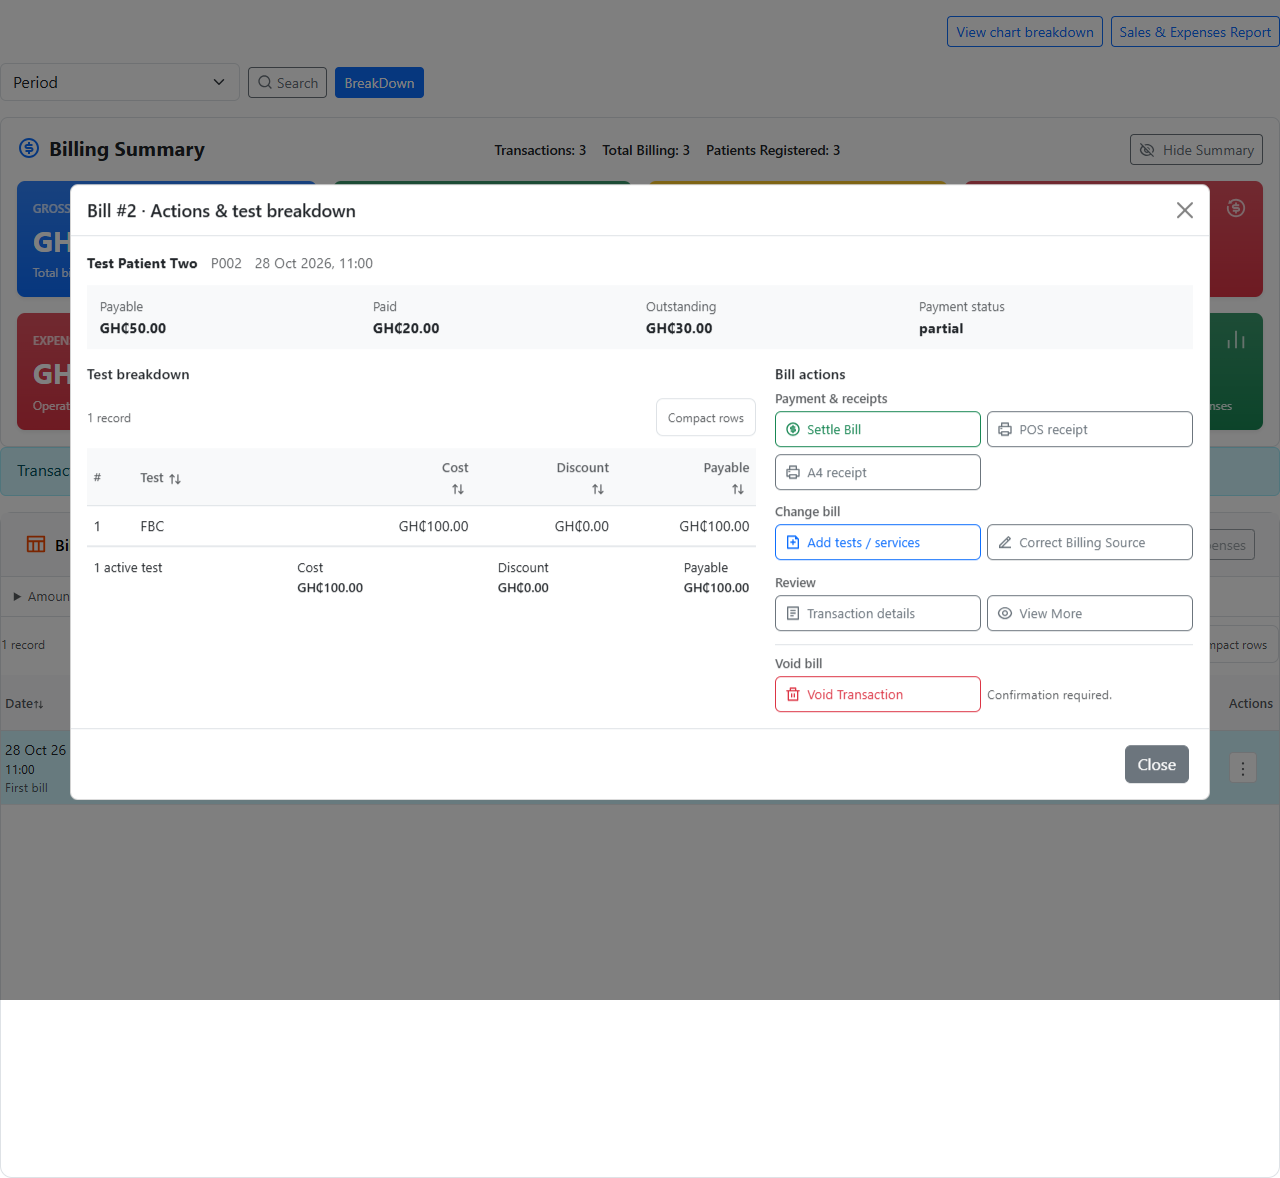 View chart breakdown
Sales & Expenses Report
Period
Search
BreakDown
Billing Summary
Transactions: 3
Total Billing: 3
Patients Registered: 3
Hide Summary
Bill #2 · Actions & test breakdown
Test Patient Two
P002
28 Oct 2026, 11:00
Payable
Paid
Outstanding
Payment status
GH₵50.00
GH₵20.00
GH₵30.00
partial
Test breakdown
1 record
Compact rows
#
Test
Cost
Discount
Payable
1
FBC
GH₵100.00
GH₵0.00
GH₵100.00
1 active test
Cost
GH₵100.00
Discount
GH₵0.00
Payable
GH₵100.00
Bill actions
Payment & receipts
Settle Bill
POS receipt
A4 receipt
Change bill
Add tests / services
Correct Billing Source
Review
Transaction details
View More
Void bill
Void Transaction
Confirmation required.
Close
1 record
Date
Actions
28 Oct 26
11:00
First bill